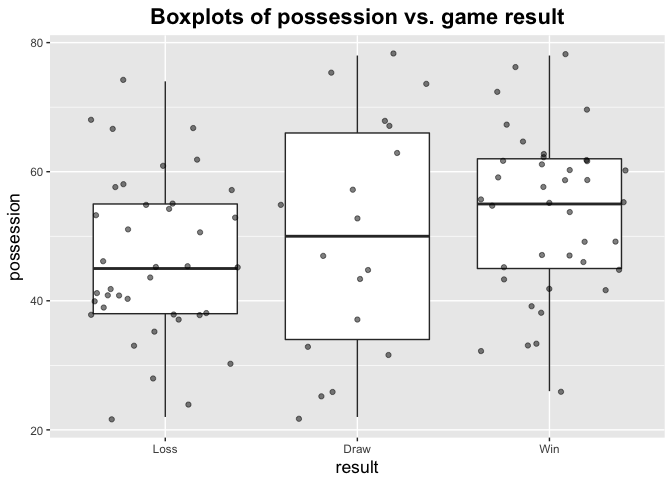 Boxplots of possession vs. game result
80
60
40
20
possession
Loss
Draw
Win
result